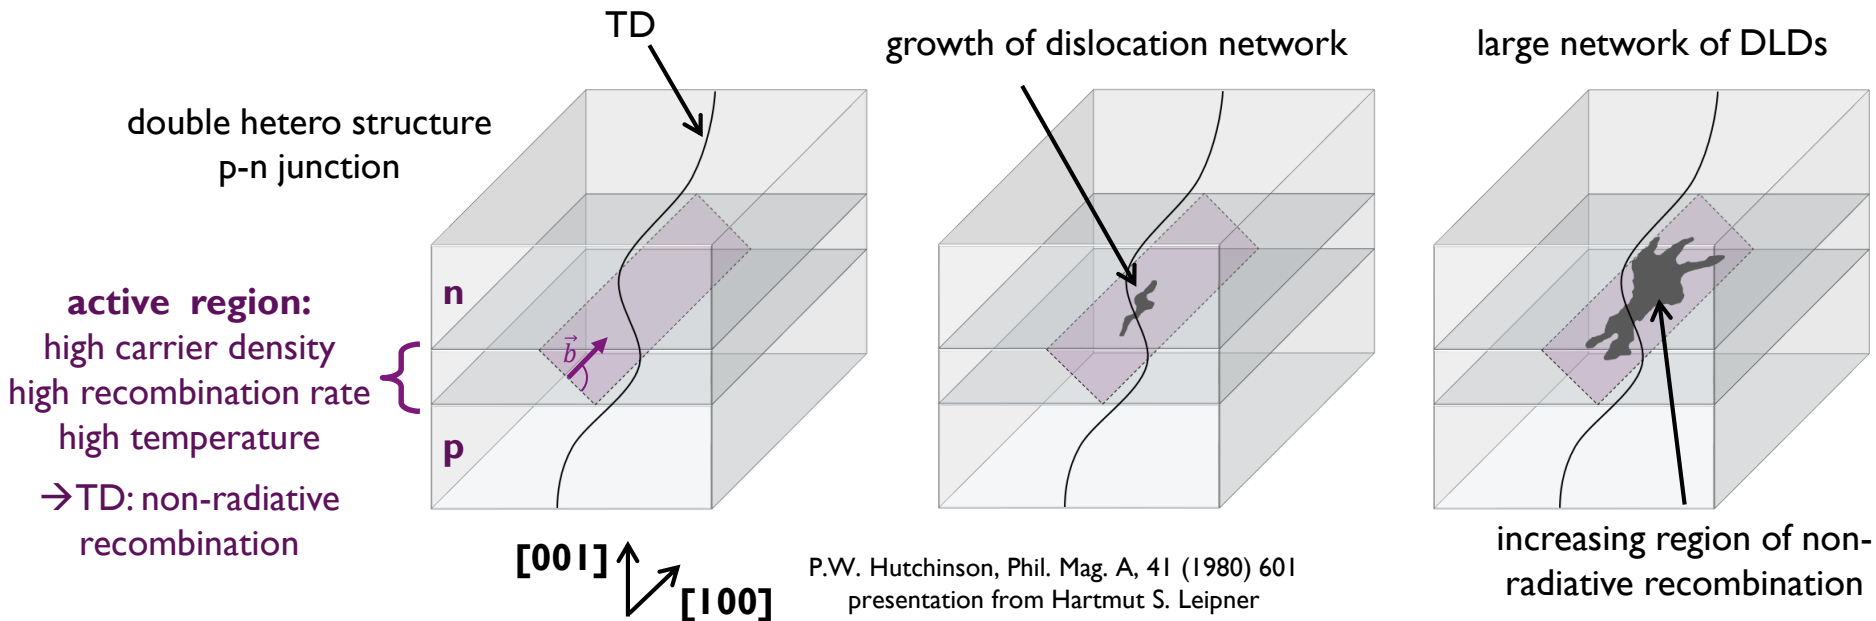 TD
growth of dislocation network
large network of DLDs
double hetero structure
p-n junction
n
p
b⃗
active region:
high carrier density
high recombination rate
high temperature
→TD: non-radiative
recombination
[001]
[100]
P.W. Hutchinson, Phil. Mag. A, 41 (1980) 601
presentation from Hartmut S. Leipner
increasing region of non-
radiative recombination